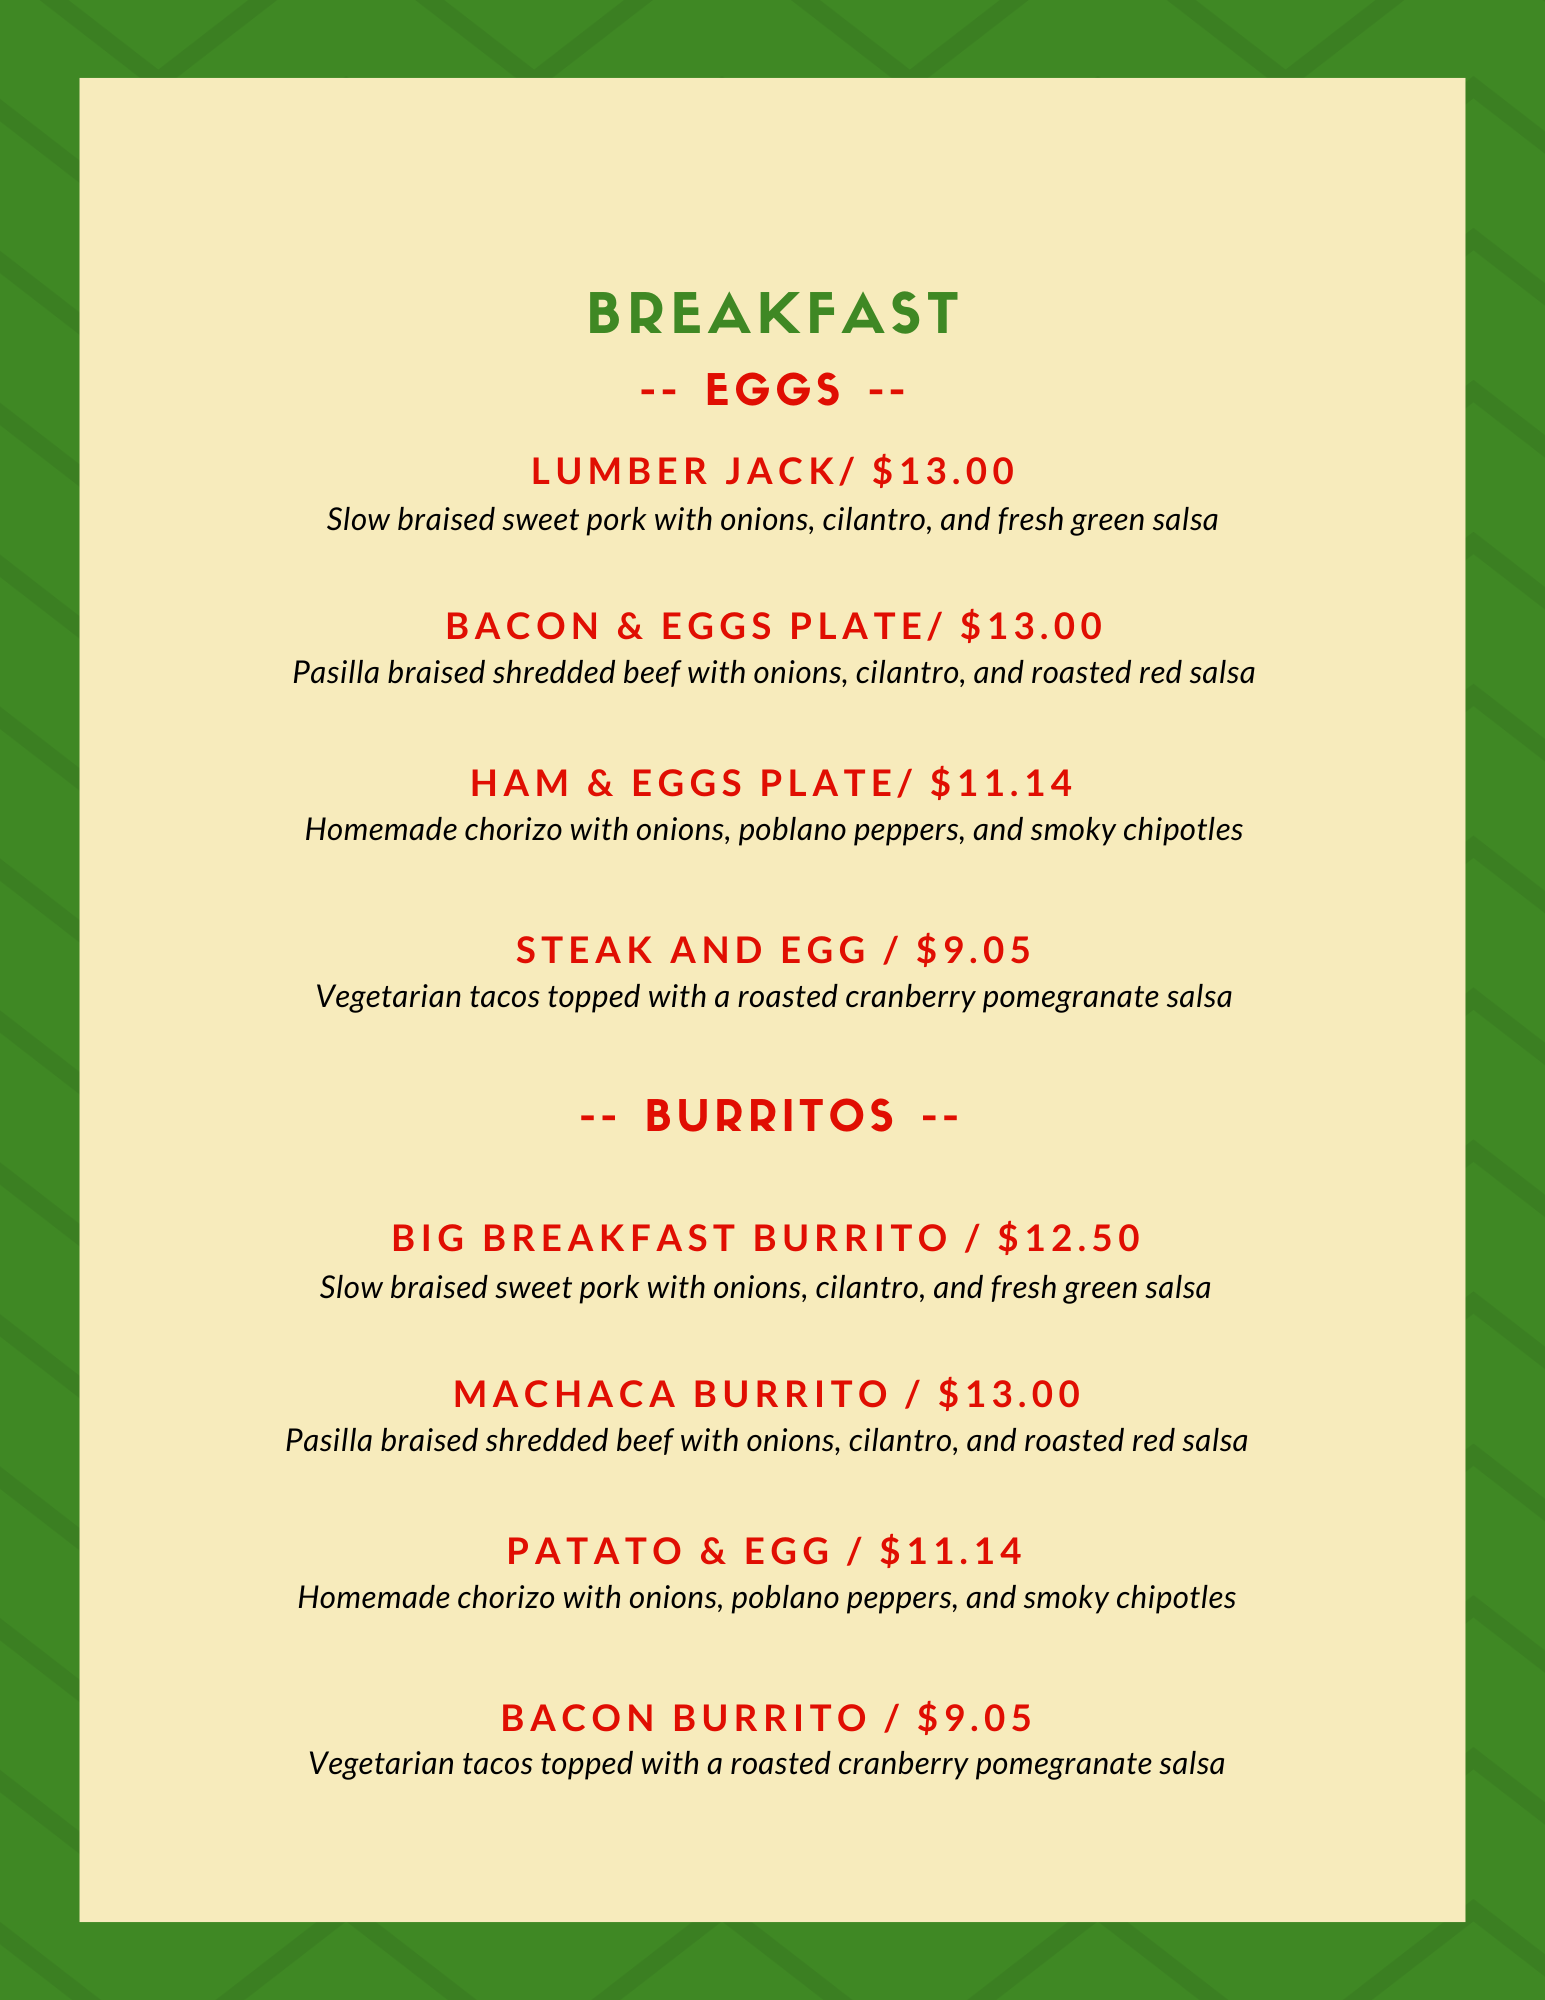 BREAKFAST
-- EGGS --
LUMBER JACK/ $13.00
Slow braised sweet pork with onions, cilantro, and fresh green salsa
BACON & EGGS PLATE/ $13.00
Pasilla braised shredded beef with onions, cilantro, and roasted red salsa
HAM & EGGS PLATE/ $11.14
Homemade chorizo with onions, poblano peppers, and smoky chipotles
STEAK AND EGG / $9.05
Vegetarian tacos topped with a roasted cranberry pomegranate salsa
-- BURRITOS --
BIG BREAKFAST BURRITO / $12.50
Slow braised sweet pork with onions, cilantro, and fresh green salsa
MACHACA BURRITO / $13.00
Pasilla braised shredded beef with onions, cilantro, and roasted red salsa
PATATO & EGG / $11.14
Homemade chorizo with onions, poblano peppers, and smoky chipotles
BACON BURRITO / $9.05
Vegetarian tacos topped with a roasted cranberry pomegranate salsa